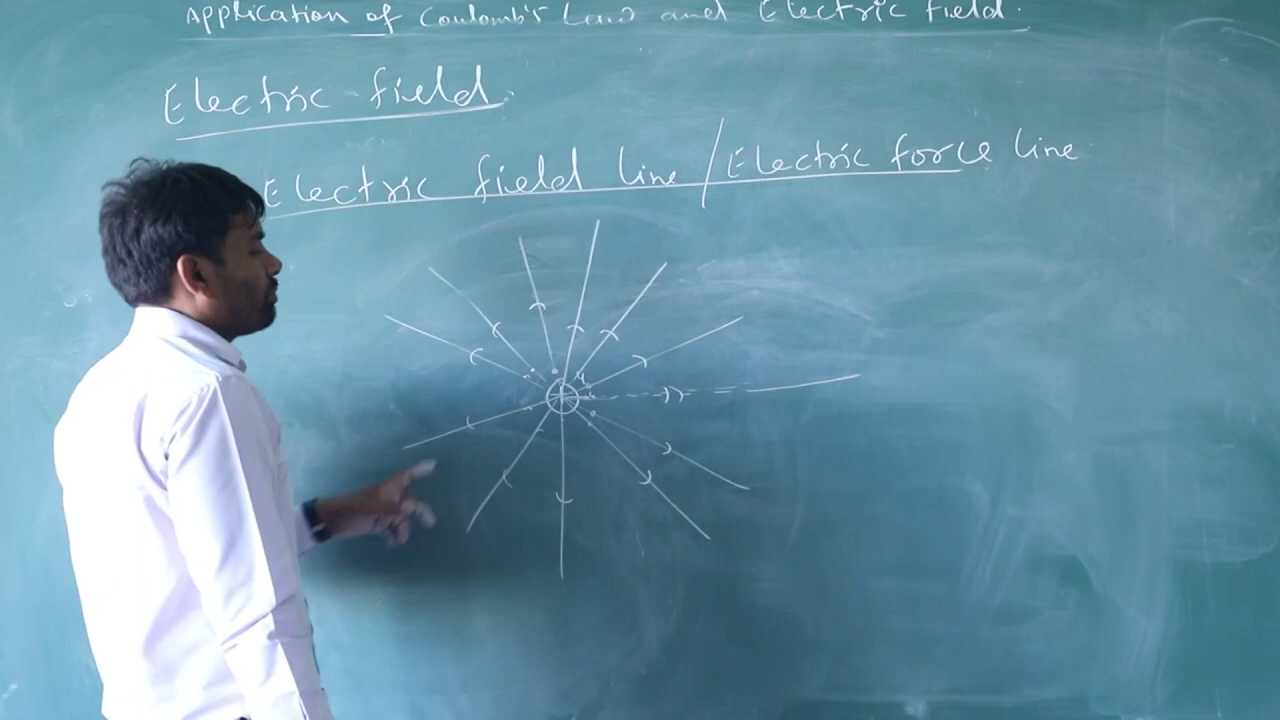 Application of Coulomb's Law and Electric field.
Electric field.
Electric field line / Electric force line
+